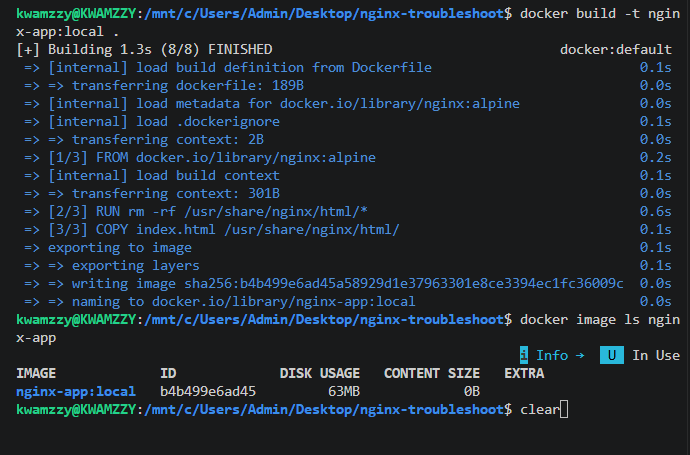 kwamzzy@KWAMZZY:/mnt/c/Users/Admin/Desktop/nginx-troubleshoot$ docker build -t ngin
x-app:local .
[+] Building 1.3s (8/8) FINISHED docker:default
=> [internal] load build definition from Dockerfile 0.1s
=> => transferring dockerfile: 189B 0.0s
=> [internal] load metadata for docker.io/library/nginx:alpine 0.0s
=> [internal] load .dockerignore 0.1s
=> => transferring context: 2B 0.0s
=> [1/3] FROM docker.io/library/nginx:alpine 0.2s
=> [internal] load build context 0.1s
=> => transferring context: 301B 0.0s
=> [2/3] RUN rm -rf /usr/share/nginx/html/* 0.6s
=> [3/3] COPY index.html /usr/share/nginx/html/ 0.1s
=> exporting to image 0.1s
=> => exporting layers 0.1s
=> => writing image sha256:b4b499e6ad45a58929d1e37963301e8ce3394ec1fc36009c 0.0s
=> => naming to docker.io/library/nginx-app:local 0.0s
kwamzzy@KWAMZZY:/mnt/c/Users/Admin/Desktop/nginx-troubleshoot$ docker image ls ngin
x-app
i Info → U In Use
IMAGE ID DISK USAGE CONTENT SIZE EXTRA
nginx-app:local b4b499e6ad45 63MB 0B
kwamzzy@KWAMZZY:/mnt/c/Users/Admin/Desktop/nginx-troubleshoot$ clear